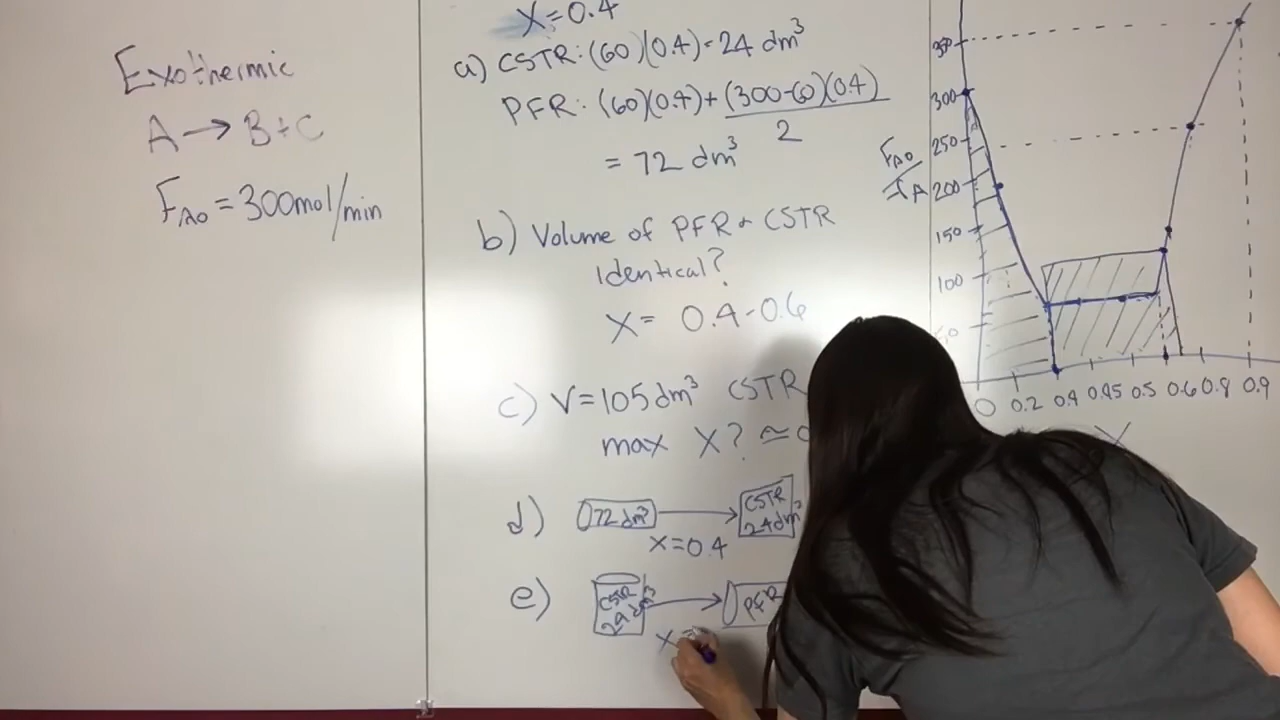 Exothermic
A → B + C
F_A0 = 300 mol/min
X = 0.4
a) CSTR: (60)(0.4) = 24 dm³
PFR: (60)(0.4) + (300-60)(0.4)
2
= 72 dm³
b) Volume of PFR + CSTR
identical?
X = 0.4-0.6
c) V = 105 dm³ CSTR
max X? ≃
d) 72 dm³ → CSTR
24 dm³
X = 0.4
e) CSTR
24 dm³ → PFR
X
300
250
200
150
100
0 0.2 0.4 0.45 0.5 0.6 0.8 0.9
X